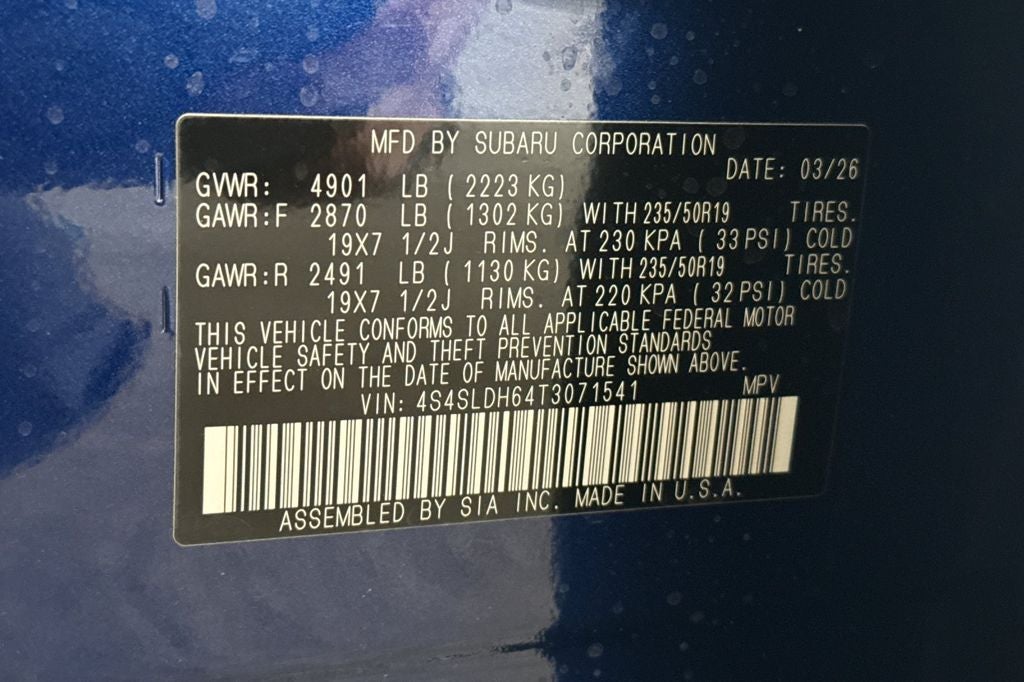 MFD BY SUBARU CORPORATION
DATE: 03/26
GVWR: 4901 LB ( 2223 KG)
GAWR:F 2870 LB ( 1302 KG) WITH 235/50R19 TIRES.
19X7 1/2J RIMS. AT 230 KPA ( 33 PSI) COLD
GAWR:R 2491 LB ( 1130 KG) WITH 235/50R19 TIRES.
19X7 1/2J RIMS. AT 220 KPA ( 32 PSI) COLD
THIS VEHICLE CONFORMS TO ALL APPLICABLE FEDERAL MOTOR
VEHICLE SAFETY AND THEFT PREVENTION STANDARDS
IN EFFECT ON THE DATE OF MANUFACTURE SHOWN ABOVE.
VIN: 4S4SLDH64T3071541 MPV
ASSEMBLED BY SIA INC. MADE IN U.S.A.